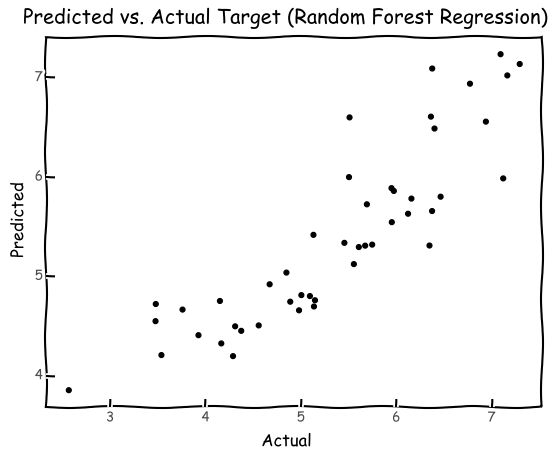 Predicted vs. Actual Target (Random Forest Regression)
7
6
5
4
Predicted
3 4 5 6 7
Actual